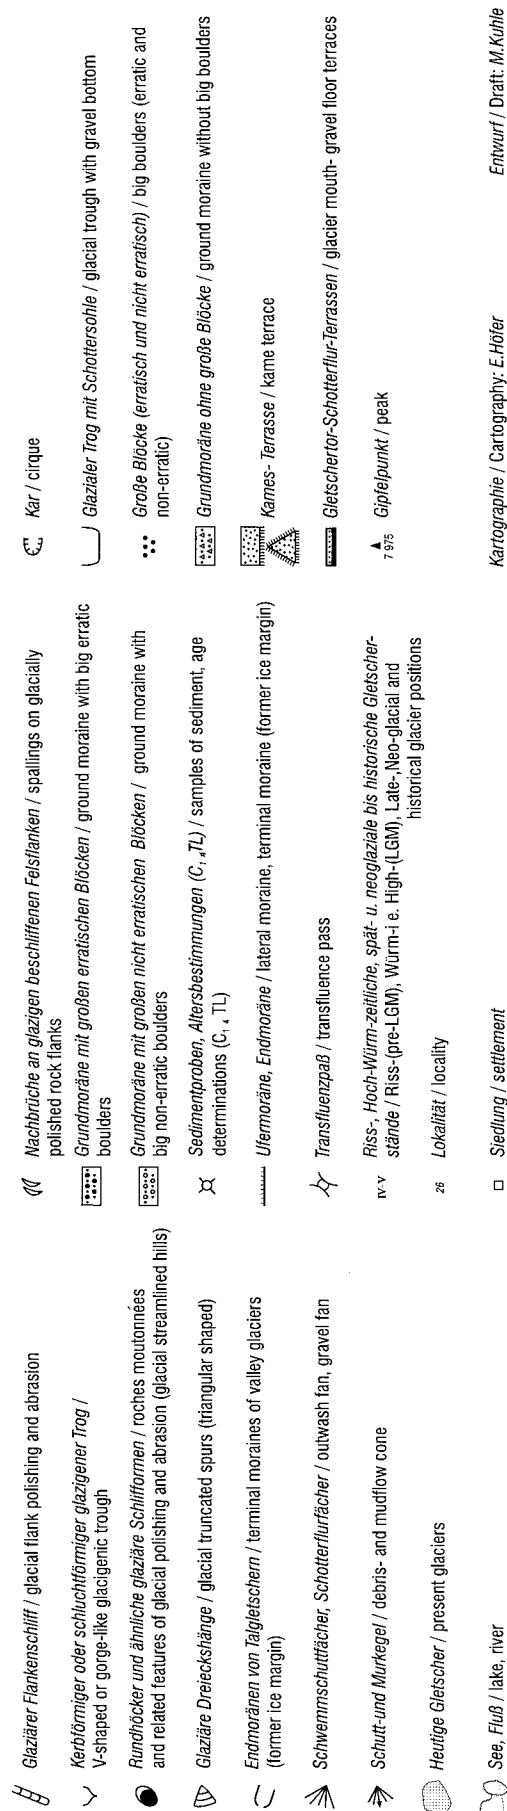 Glaziärer Flankenschliff / glacial flank polishing and abrasion
Kerbförmiger oder schluchtförmiger glazigener Trog /
V-shaped or gorge-like glacigenic trough
Rundhöcker und ähnliche glaziäre Schlifformen / roches moutonnées
and related features of glacial polishing and abrasion (glacial streamlined hills)
Glaziäre Dreieckshänge / glacial truncated spurs (triangular shaped)
Endmoränen von Talgletschern / terminal moraines of valley glaciers
(former ice margin)
Schwemmschuttfächer, Schotterflurfächer / outwash fan, gravel fan
Schutt-und Murkegel / debris- and mudflow cone
Heutige Gletscher / present glaciers
See, Fluß / lake, river
Nachbrüche an glazigen beschliffenen Felsflanken / spallings on glacially
polished rock flanks
Grundmoräne mit großen erratischen Blöcken / ground moraine with big erratic
boulders
Grundmoräne mit großen nicht erratischen Blöcken / ground moraine with
big non-erratic boulders
Sedimentproben, Altersbestimmungen (C₁₄,TL) / samples of sediment, age
determinations (C₁₄, TL)
Ufermoräne, Endmoräne / lateral moraine, terminal moraine (former ice margin)
Transfluenzpaß / transfluence pass
IV-V Riss-, Hoch-Würm-zeitliche, spät- u. neoglaziale bis historische Gletscher-
stände / Riss-(pre-LGM), Würm-i e. High-(LGM), Late-,Neo-glacial and
historical glacier positions
26 Lokalität / locality
Siedlung / settlement
Kar / cirque
Glazialer Trog mit Schottersohle / glacial trough with gravel bottom
Große Blöcke (erratisch und nicht erratisch) / big boulders (erratic and
non-erratic)
Grundmoräne ohne große Blöcke / ground moraine without big boulders
Kames- Terrasse / kame terrace
Gletschertor-Schotterflur-Terrassen / glacier mouth- gravel floor terraces
7 975 Gipfelpunkt / peak
Kartographie / Cartography: E.Höfer
Entwurf / Draft: M.Kuhle